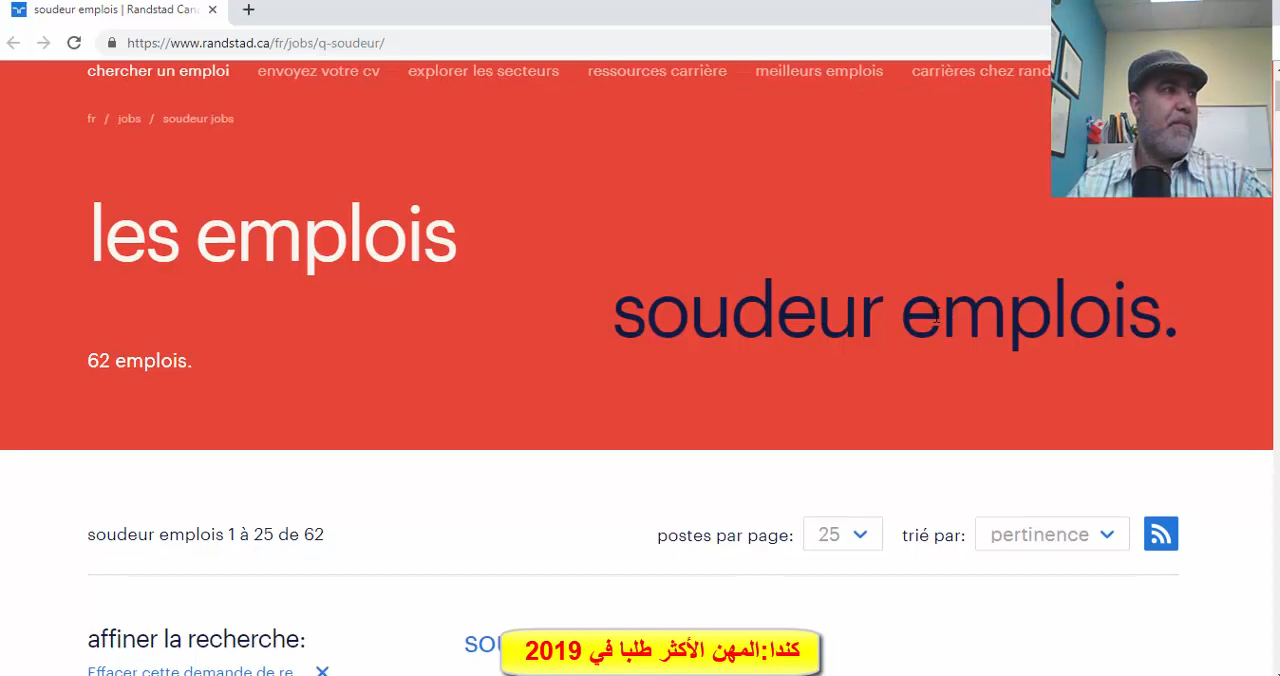 soudeur emplois | Randstad Can
https://www.randstad.ca/fr/jobs/q-soudeur/
chercher un emploi envoyez votre cv explorer les secteurs ressources carrière meilleurs emplois carrières chez rand
fr / jobs / soudeur jobs
les emplois
soudeur emplois.
62 emplois.
soudeur emplois 1 à 25 de 62
postes par page: 25 trié par: pertinence
affiner la recherche:
Effacer cette demande de re
كندا:المهن الأكثر طلبا في 2019